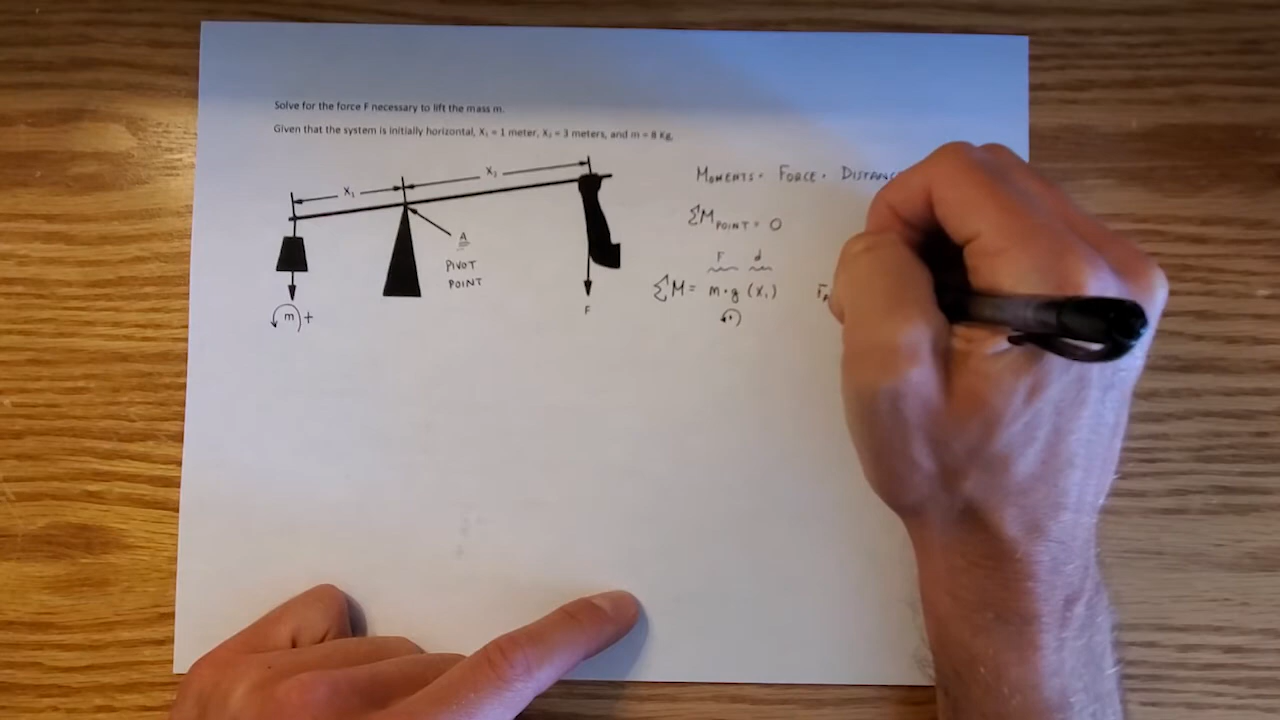 Solve for the force F necessary to lift the mass m.
Given that the system is initially horizontal, X₁ = 1 meter, X₂ = 3 meters, and m = 8 Kg.
X₁
X₂
A
PIVOT
POINT
m +
F
MOMENTS = FORCE · DISTANCE
ΣM POINT = 0
F d
ΣM = m·g (X₁)
+